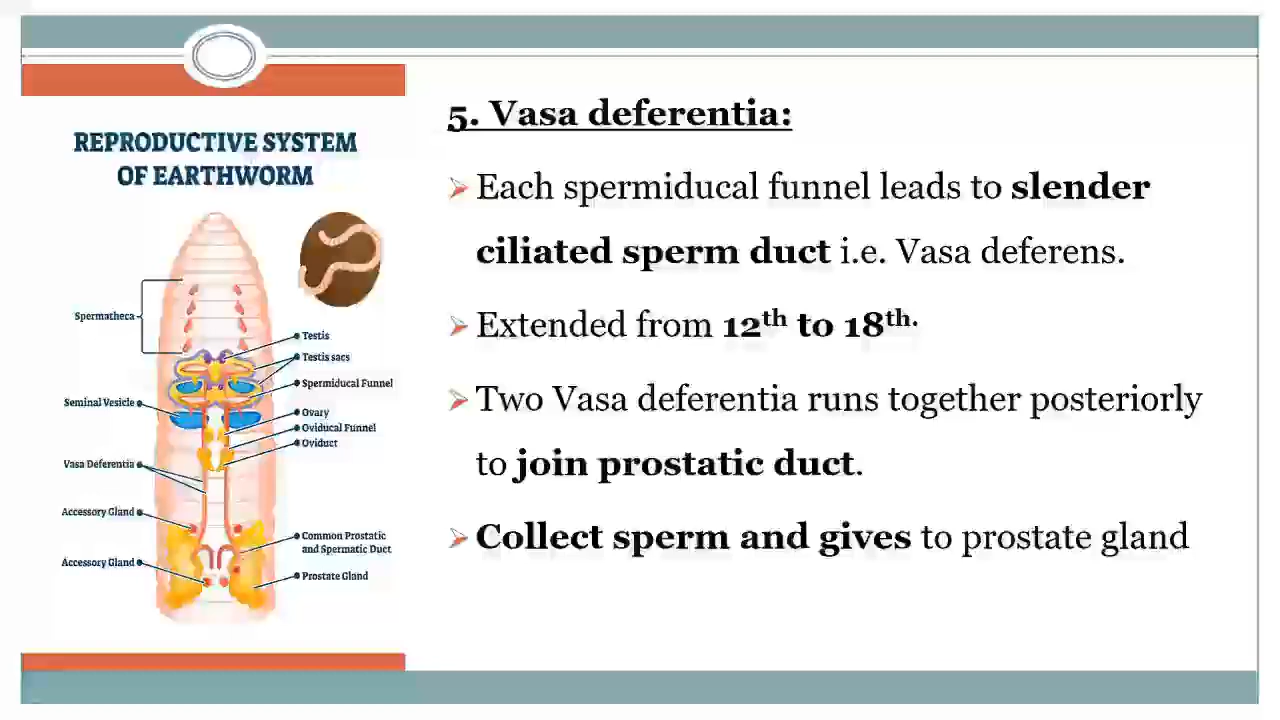 REPRODUCTIVE SYSTEM
OF EARTHWORM
Spermatheca
Seminal Vesicle
Vasa Deferentia
Accessory Gland
Accessory Gland
Testis
Testis sacs
Spermiducal Funnel
Ovary
Oviducal Funnel
Oviduct
Common Prostatic
and Spermatic Duct
Prostate Gland
5. Vasa deferentia:
Each spermiducal funnel leads to slender
ciliated sperm duct i.e. Vasa deferens.
Extended from 12th to 18th.
Two Vasa deferentia runs together posteriorly
to join prostatic duct.
Collect sperm and gives to prostate gland